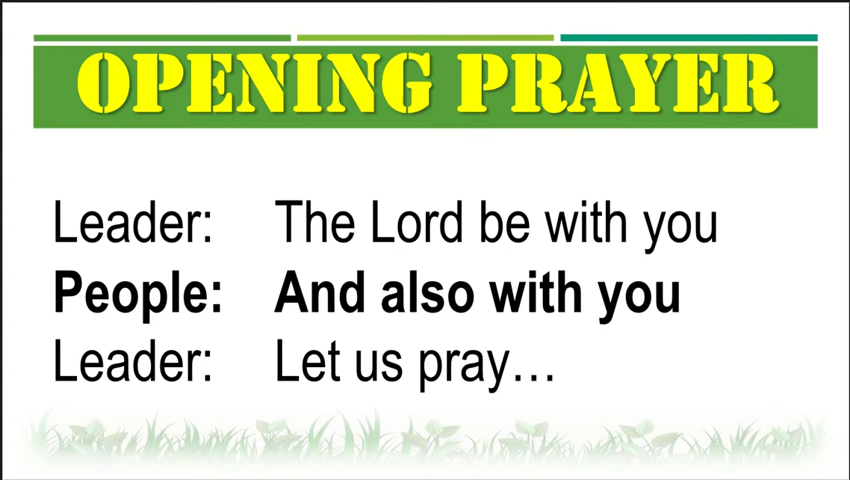 OPENING PRAYER
Leader: The Lord be with you
People: And also with you
Leader: Let us pray…